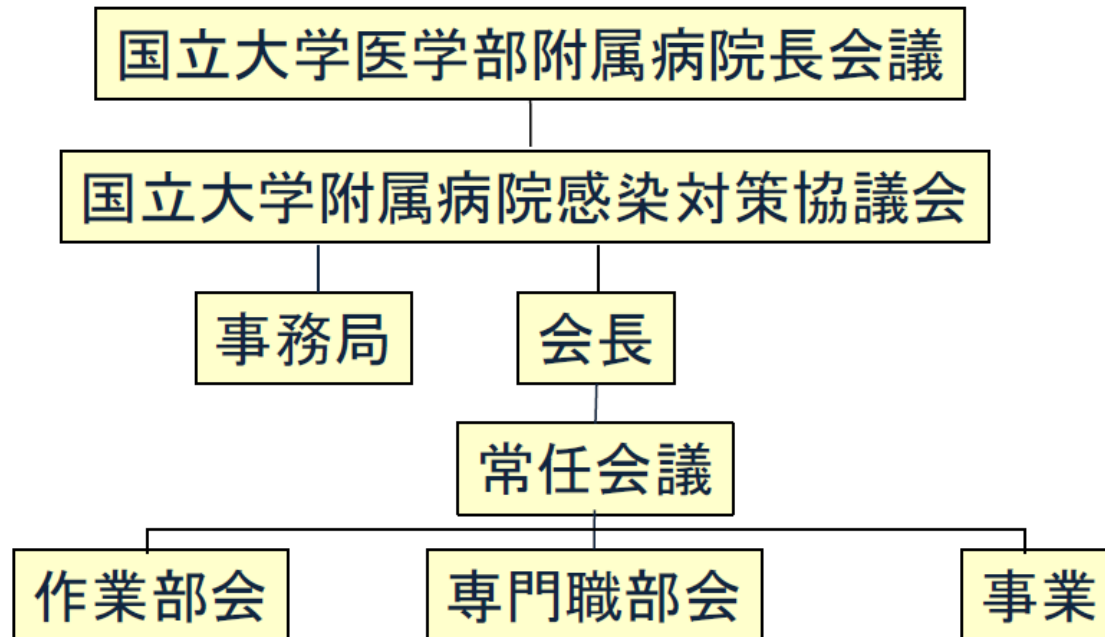 国立大学医学部附属病院長会議
国立大学附属病院感染対策協議会
事務局
会長
常任会議
作業部会
専門職部会
事業